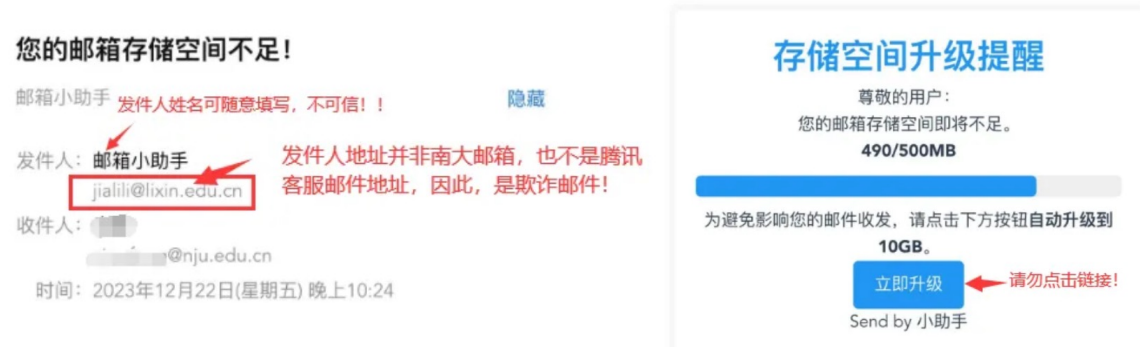 您的邮箱存储空间不足!
邮箱小助手
发件人姓名可随意填写，不可信！！
隐藏
发件人：邮箱小助手
jialili@lixin.edu.cn
发件人地址并非南大邮箱，也不是腾讯
客服邮件地址，因此，是欺诈邮件！
收件人：
@nju.edu.cn
时间：2023年12月22日(星期五) 晚上10:24
存储空间升级提醒
尊敬的用户：
您的邮箱存储空间即将不足。
490/500MB
为避免影响您的邮件收发，请点击下方按钮自动升级到
10GB。
立即升级
请勿点击链接！
Send by 小助手